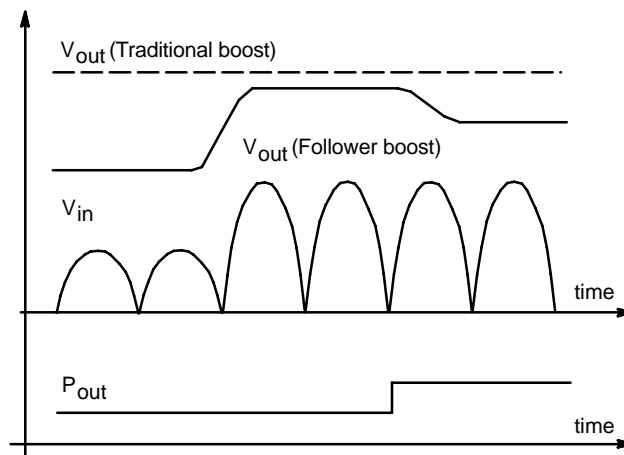 Vout (Traditional boost)
Vout (Follower boost)
Vin
time
Pout
time